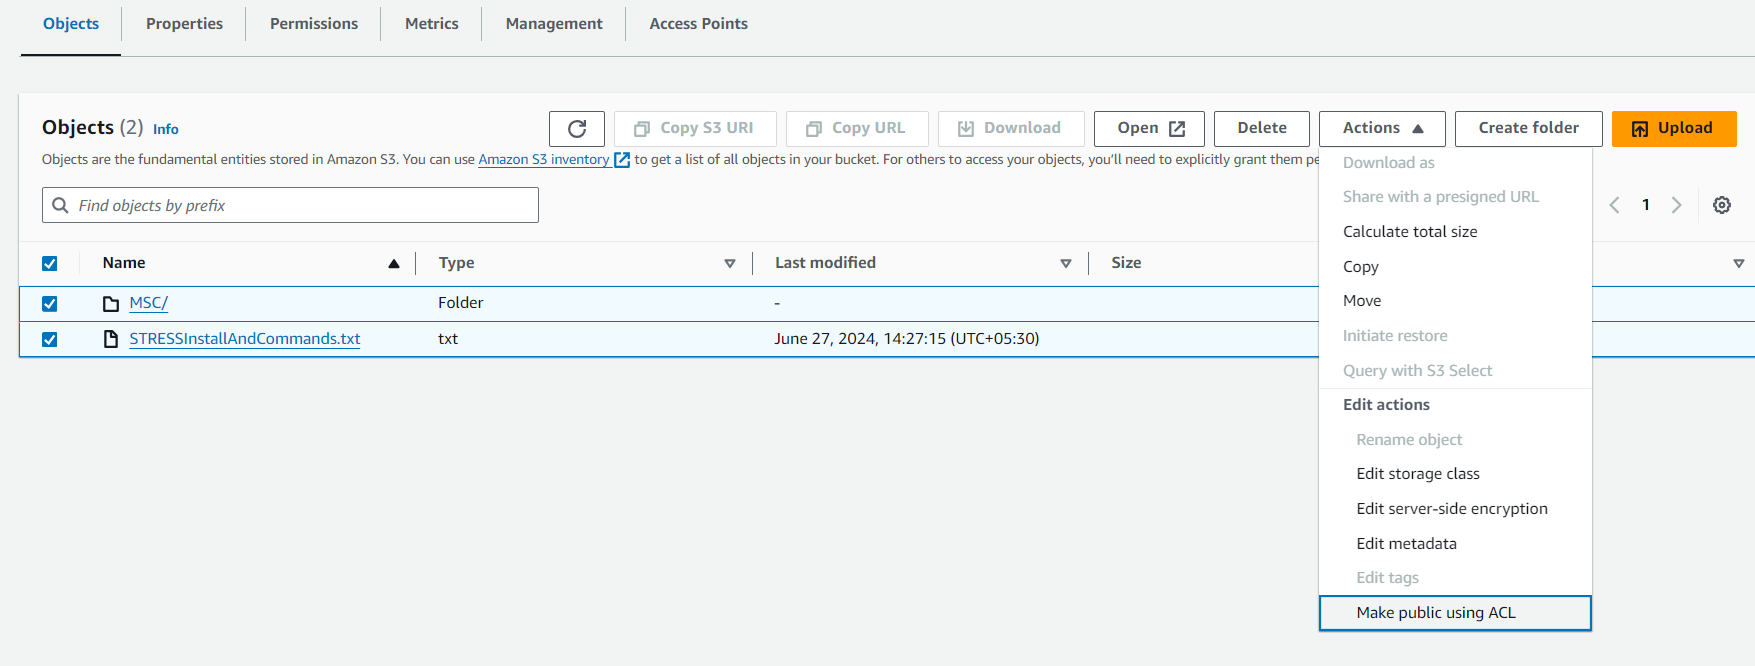 Objects Properties Permissions Metrics Management Access Points
Objects (2) Info Copy S3 URI Copy URL Download Open Delete Actions Create folder Upload
Objects are the fundamental entities stored in Amazon S3. You can use Amazon S3 inventory to get a list of all objects in your bucket. For others to access your objects, you'll need to explicitly grant them pe
Download as
Share with a presigned URL
Find objects by prefix 1
Calculate total size
Name Type Last modified Size
Copy
MSC/ Folder -
Move
STRESSInstallAndCommands.txt txt June 27, 2024, 14:27:15 (UTC+05:30)
Initiate restore
Query with S3 Select
Edit actions
Rename object
Edit storage class
Edit server-side encryption
Edit metadata
Edit tags
Make public using ACL